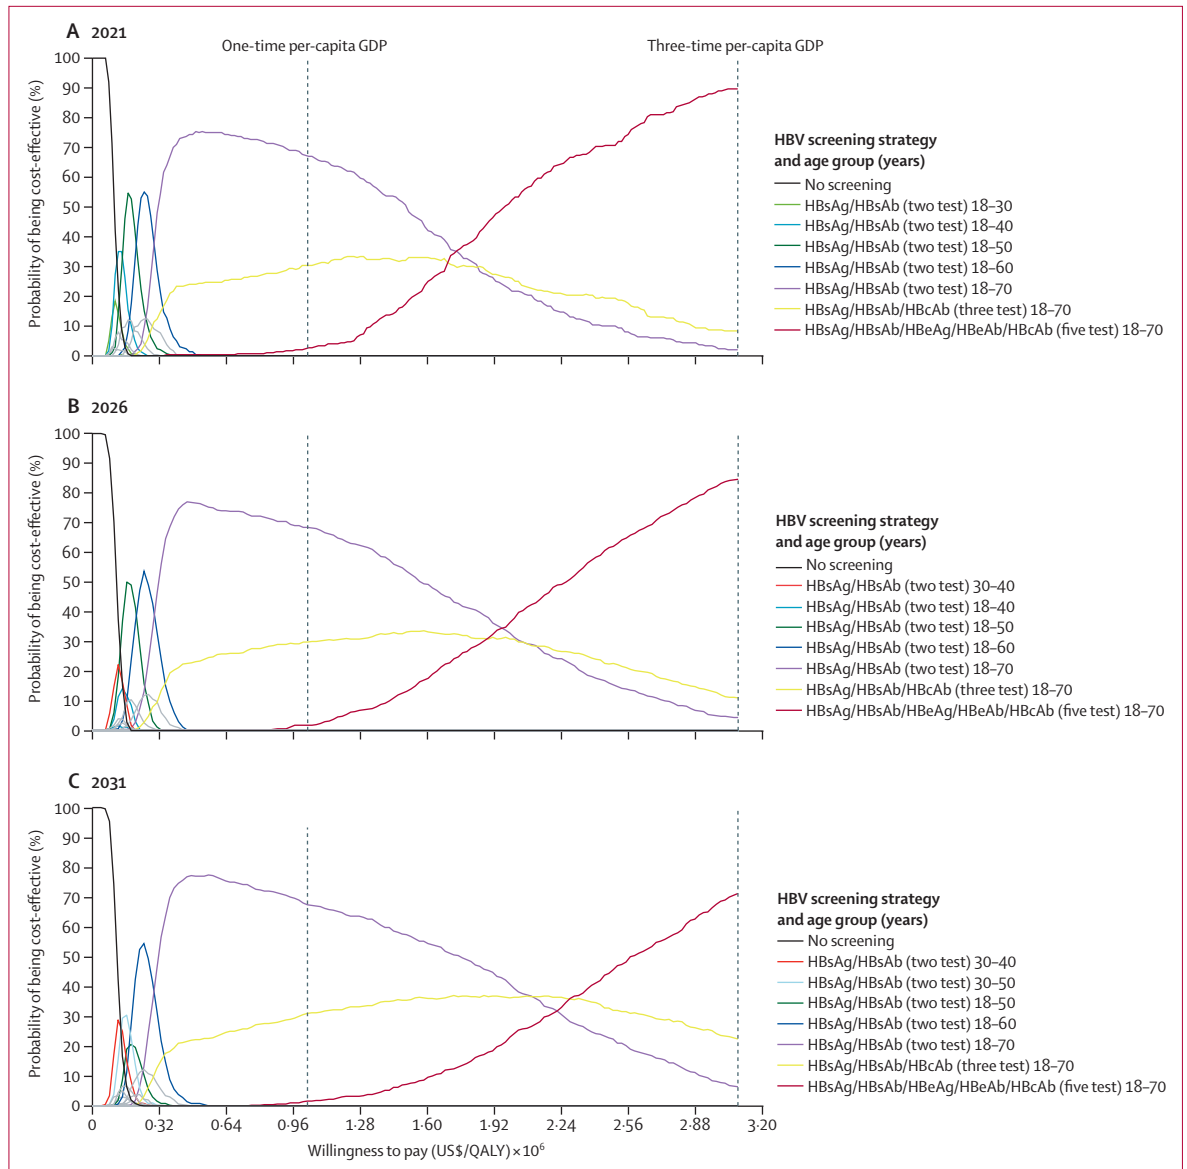 A 2021
One-time per-capita GDP
Three-time per-capita GDP
Probability of being cost-effective (%)
100
90
80
70
60
50
40
30
20
10
0
HBV screening strategy
and age group (years)
No screening
HBsAg/HBsAb (two test) 18–30
HBsAg/HBsAb (two test) 18–40
HBsAg/HBsAb (two test) 18–50
HBsAg/HBsAb (two test) 18–60
HBsAg/HBsAb (two test) 18–70
HBsAg/HBsAb/HBcAb (three test) 18–70
HBsAg/HBsAb/HBeAg/HBeAb/HBcAb (five test) 18–70
B 2026
Probability of being cost-effective (%)
100
90
80
70
60
50
40
30
20
10
0
HBV screening strategy
and age group (years)
No screening
HBsAg/HBsAb (two test) 30–40
HBsAg/HBsAb (two test) 18–40
HBsAg/HBsAb (two test) 18–50
HBsAg/HBsAb (two test) 18–60
HBsAg/HBsAb (two test) 18–70
HBsAg/HBsAb/HBcAb (three test) 18–70
HBsAg/HBsAb/HBeAg/HBeAb/HBcAb (five test) 18–70
C 2031
Probability of being cost-effective (%)
100
90
80
70
60
50
40
30
20
10
0
0 0·32 0·64 0·96 1·28 1·60 1·92 2·24 2·56 2·88 3·20
Willingness to pay (US$/QALY) × 10⁶
HBV screening strategy
and age group (years)
No screening
HBsAg/HBsAb (two test) 30–40
HBsAg/HBsAb (two test) 30–50
HBsAg/HBsAb (two test) 18–50
HBsAg/HBsAb (two test) 18–60
HBsAg/HBsAb (two test) 18–70
HBsAg/HBsAb/HBcAb (three test) 18–70
HBsAg/HBsAb/HBeAg/HBeAb/HBcAb (five test) 18–70